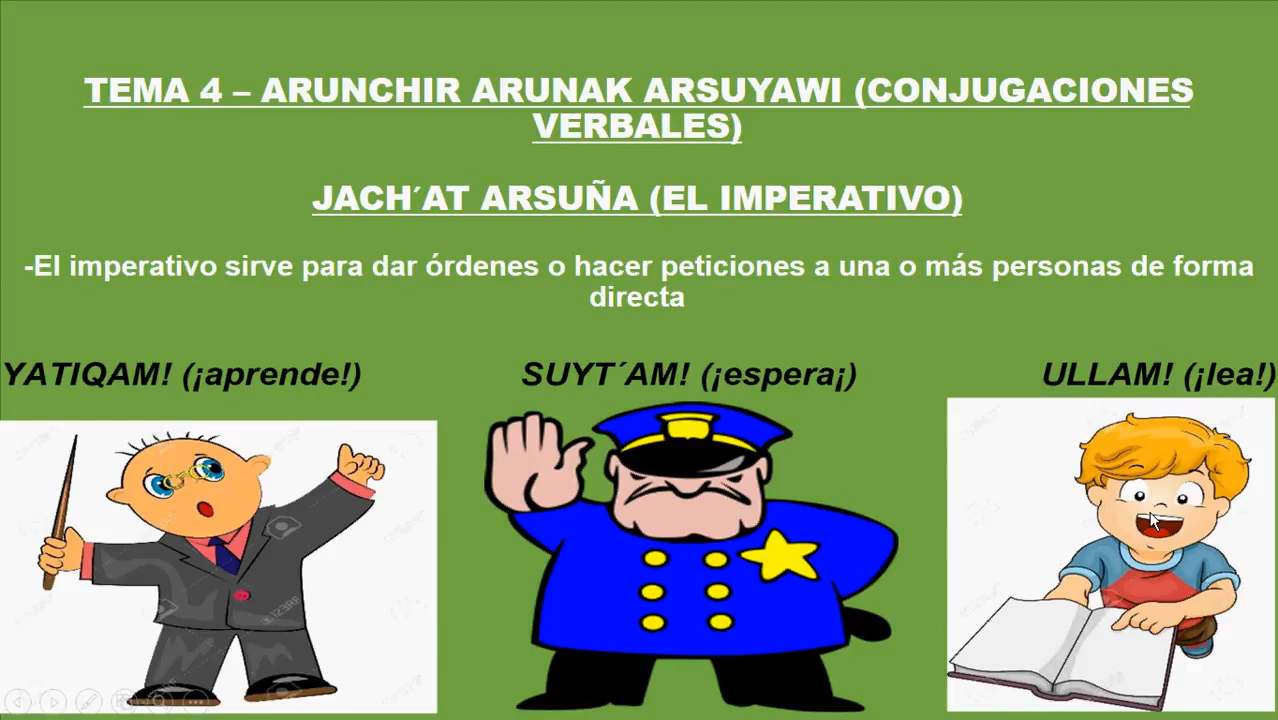 TEMA 4 – ARUNCHIR ARUNAK ARSUYAWI (CONJUGACIONES
VERBALES)
JACH´AT ARSUÑA (EL IMPERATIVO)
-El imperativo sirve para dar órdenes o hacer peticiones a una o más personas de forma
directa
YATIQAM! (¡aprende!)
SUYT´AM! (¡espera¡)
ULLAM! (¡lea!)
123RF